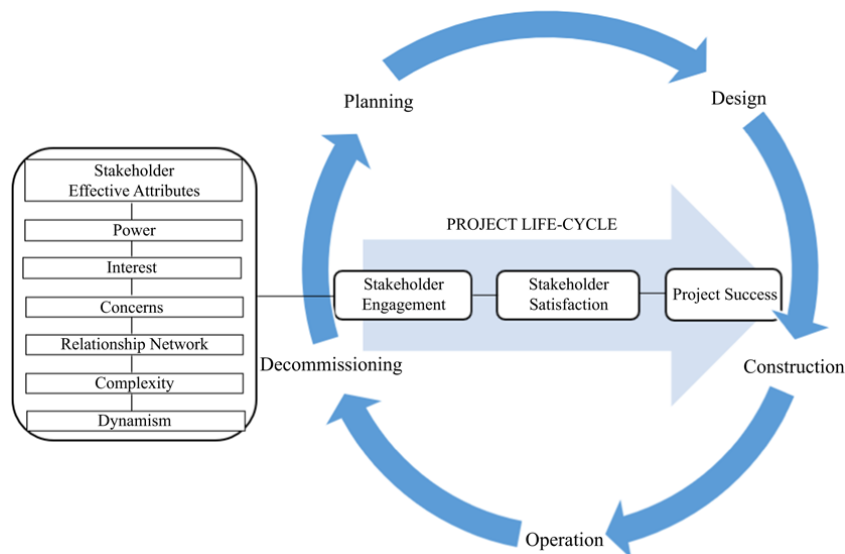 Planning
Design
Stakeholder
Effective Attributes
Power
Interest
Concerns
Relationship Network
Complexity
Dynamism
PROJECT LIFE-CYCLE
Stakeholder
Engagement
Stakeholder
Satisfaction
Project Success
Decommissioning
Construction
Operation